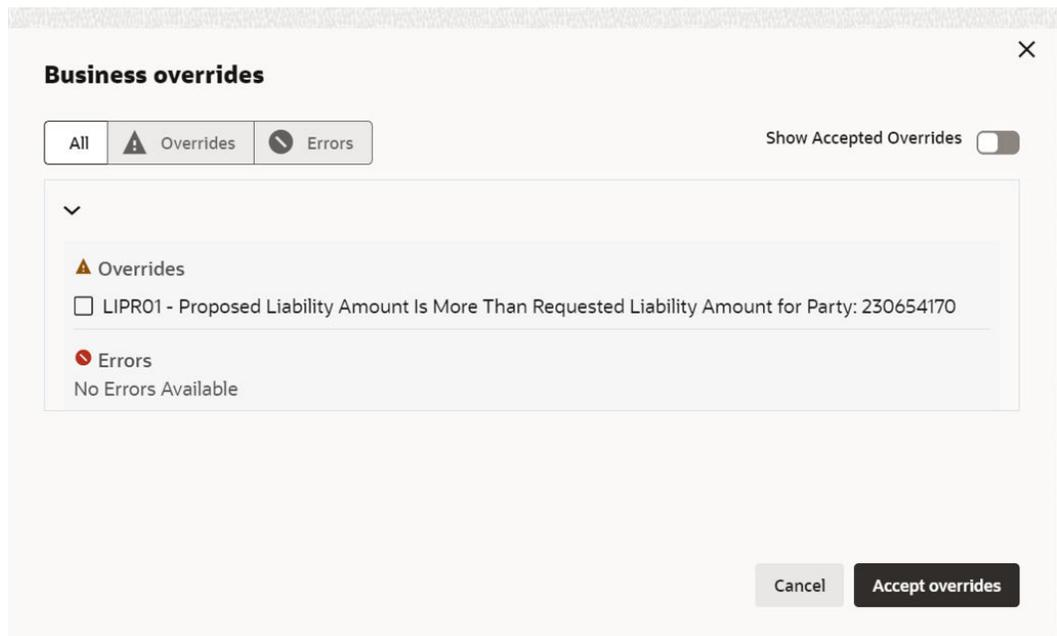 Business overrides
All Overrides Errors
Show Accepted Overrides
Overrides
LIPR01 - Proposed Liability Amount Is More Than Requested Liability Amount for Party: 230654170
Errors
No Errors Available
Cancel Accept overrides